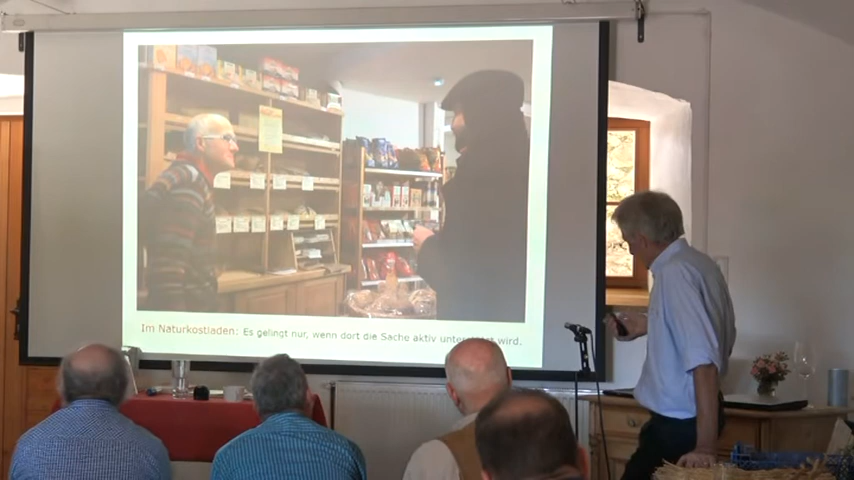 Im Naturkostladen: Es gelingt nur, wenn dort die Sache aktiv unterstützt wird.